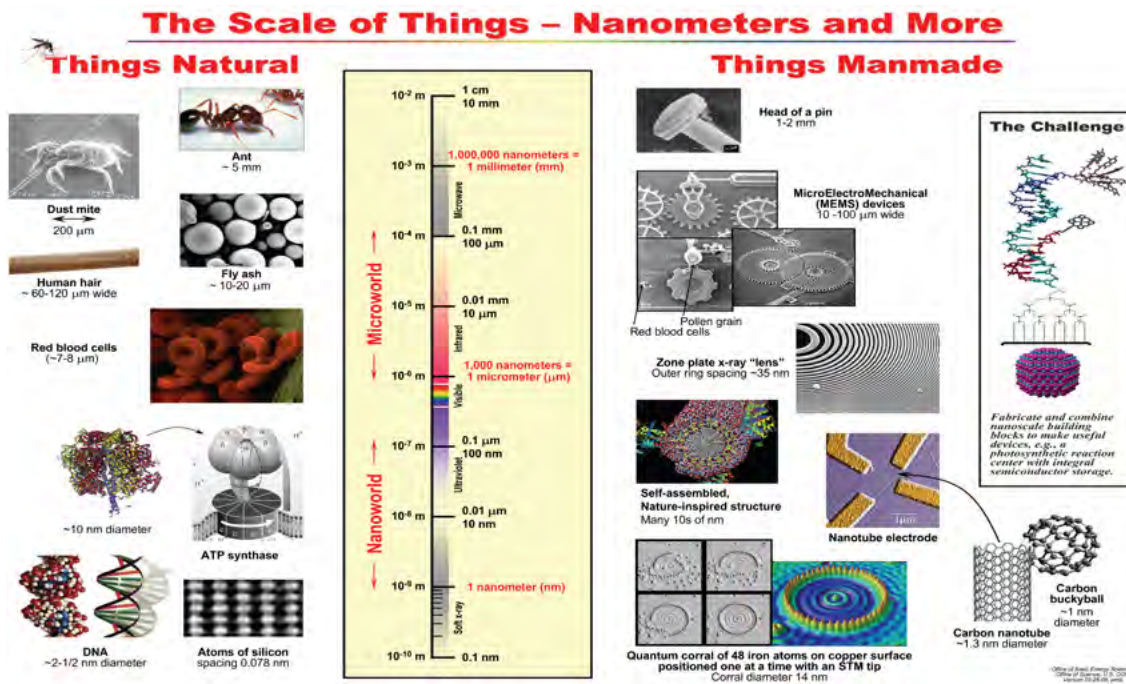 The Scale of Things – Nanometers and More
Things Natural
Things Manmade
Ant
~ 5 mm
Dust mite
200 μm
Human hair
~ 60-120 μm wide
Fly ash
~ 10-20 μm
Red blood cells
(~7-8 μm)
~10 nm diameter
ATP synthase
DNA
~2-1/2 nm diameter
Atoms of silicon
spacing 0.078 nm
Microworld
Nanoworld
10-2 m
1 cm
10 mm
1,000,000 nanometers =
10-3 m
1 millimeter (mm)
Microwave
10-4 m
0.1 mm
100 μm
10-5 m
0.01 mm
10 μm
Infrared
1,000 nanometers =
10-6 m
1 micrometer (μm)
Visible
10-7 m
0.1 μm
100 nm
Ultraviolet
10-8 m
0.01 μm
10 nm
10-9 m
1 nanometer (nm)
Soft x-ray
10-10 m
0.1 nm
Head of a pin
1-2 mm
MicroElectroMechanical
(MEMS) devices
10 -100 μm wide
Pollen grain
Red blood cells
Zone plate x-ray “lens”
Outer ring spacing ~35 nm
Self-assembled,
Nature-inspired structure
Many 10s of nm
1μm
Nanotube electrode
Carbon
buckyball
~1 nm
diameter
Carbon nanotube
~1.3 nm diameter
Quantum corral of 48 iron atoms on copper surface
positioned one at a time with an STM tip
Corral diameter 14 nm
The Challenge
Fabricate and combine
nanoscale building
blocks to make useful
devices, e.g., a
photosynthetic reaction
center with integral
semiconductor storage.